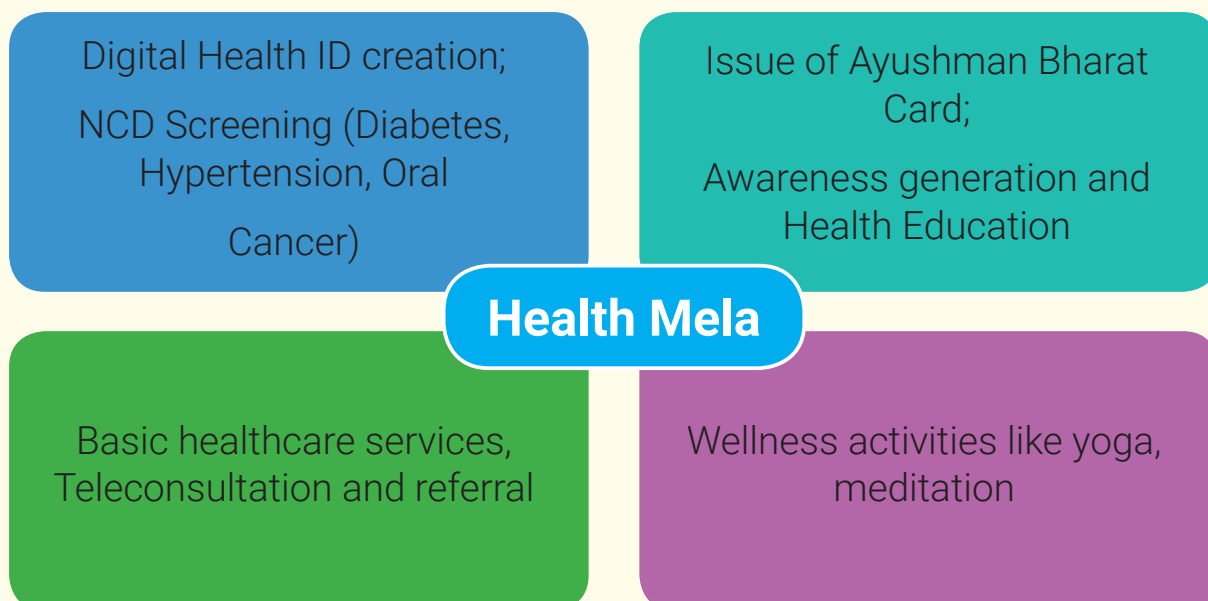 Digital Health ID creation;
NCD Screening (Diabetes,
Hypertension, Oral
Cancer)
Issue of Ayushman Bharat
Card;
Awareness generation and
Health Education
Health Mela
Basic healthcare services,
Teleconsultation and referral
Wellness activities like yoga,
meditation